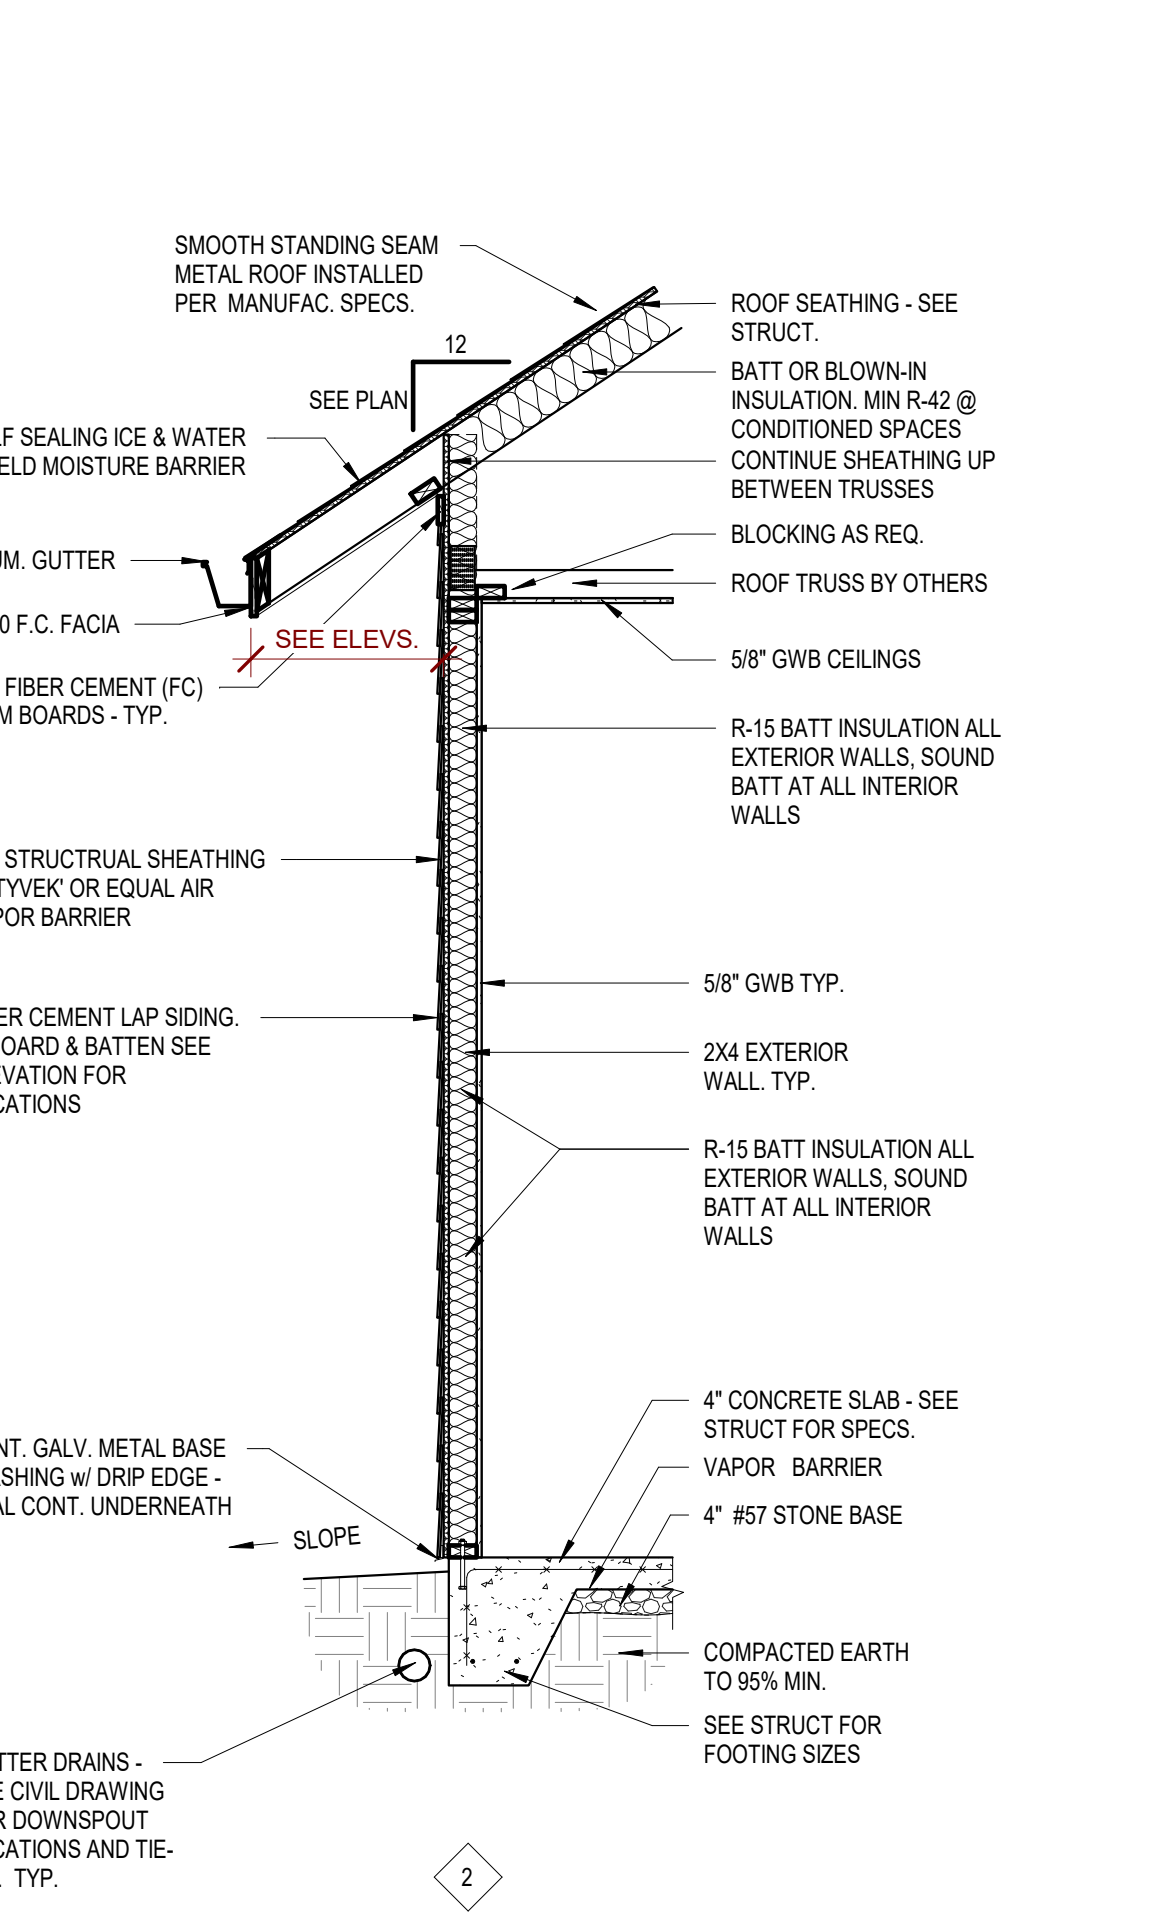 SMOOTH STANDING SEAM
METAL ROOF INSTALLED
PER MANUFAC. SPECS.
12
SEE PLAN
LF SEALING ICE & WATER
ELD MOISTURE BARRIER
UM. GUTTER
0 F.C. FACIA
SEE ELEVS.
FIBER CEMENT (FC)
M BOARDS - TYP.
STRUCTRUAL SHEATHING
TYVEK' OR EQUAL AIR
POR BARRIER
ER CEMENT LAP SIDING.
OARD & BATTEN SEE
EVATION FOR
CATIONS
NT. GALV. METAL BASE
ASHING w/ DRIP EDGE -
AL CONT. UNDERNEATH
SLOPE
TTER DRAINS -
E CIVIL DRAWING
R DOWNSPOUT
CATIONS AND TIE-
. TYP.
ROOF SEATHING - SEE
STRUCT.
BATT OR BLOWN-IN
INSULATION. MIN R-42 @
CONDITIONED SPACES
CONTINUE SHEATHING UP
BETWEEN TRUSSES
BLOCKING AS REQ.
ROOF TRUSS BY OTHERS
5/8" GWB CEILINGS
R-15 BATT INSULATION ALL
EXTERIOR WALLS, SOUND
BATT AT ALL INTERIOR
WALLS
5/8" GWB TYP.
2X4 EXTERIOR
WALL. TYP.
R-15 BATT INSULATION ALL
EXTERIOR WALLS, SOUND
BATT AT ALL INTERIOR
WALLS
4" CONCRETE SLAB - SEE
STRUCT FOR SPECS.
VAPOR BARRIER
4" #57 STONE BASE
COMPACTED EARTH
TO 95% MIN.
SEE STRUCT FOR
FOOTING SIZES
2